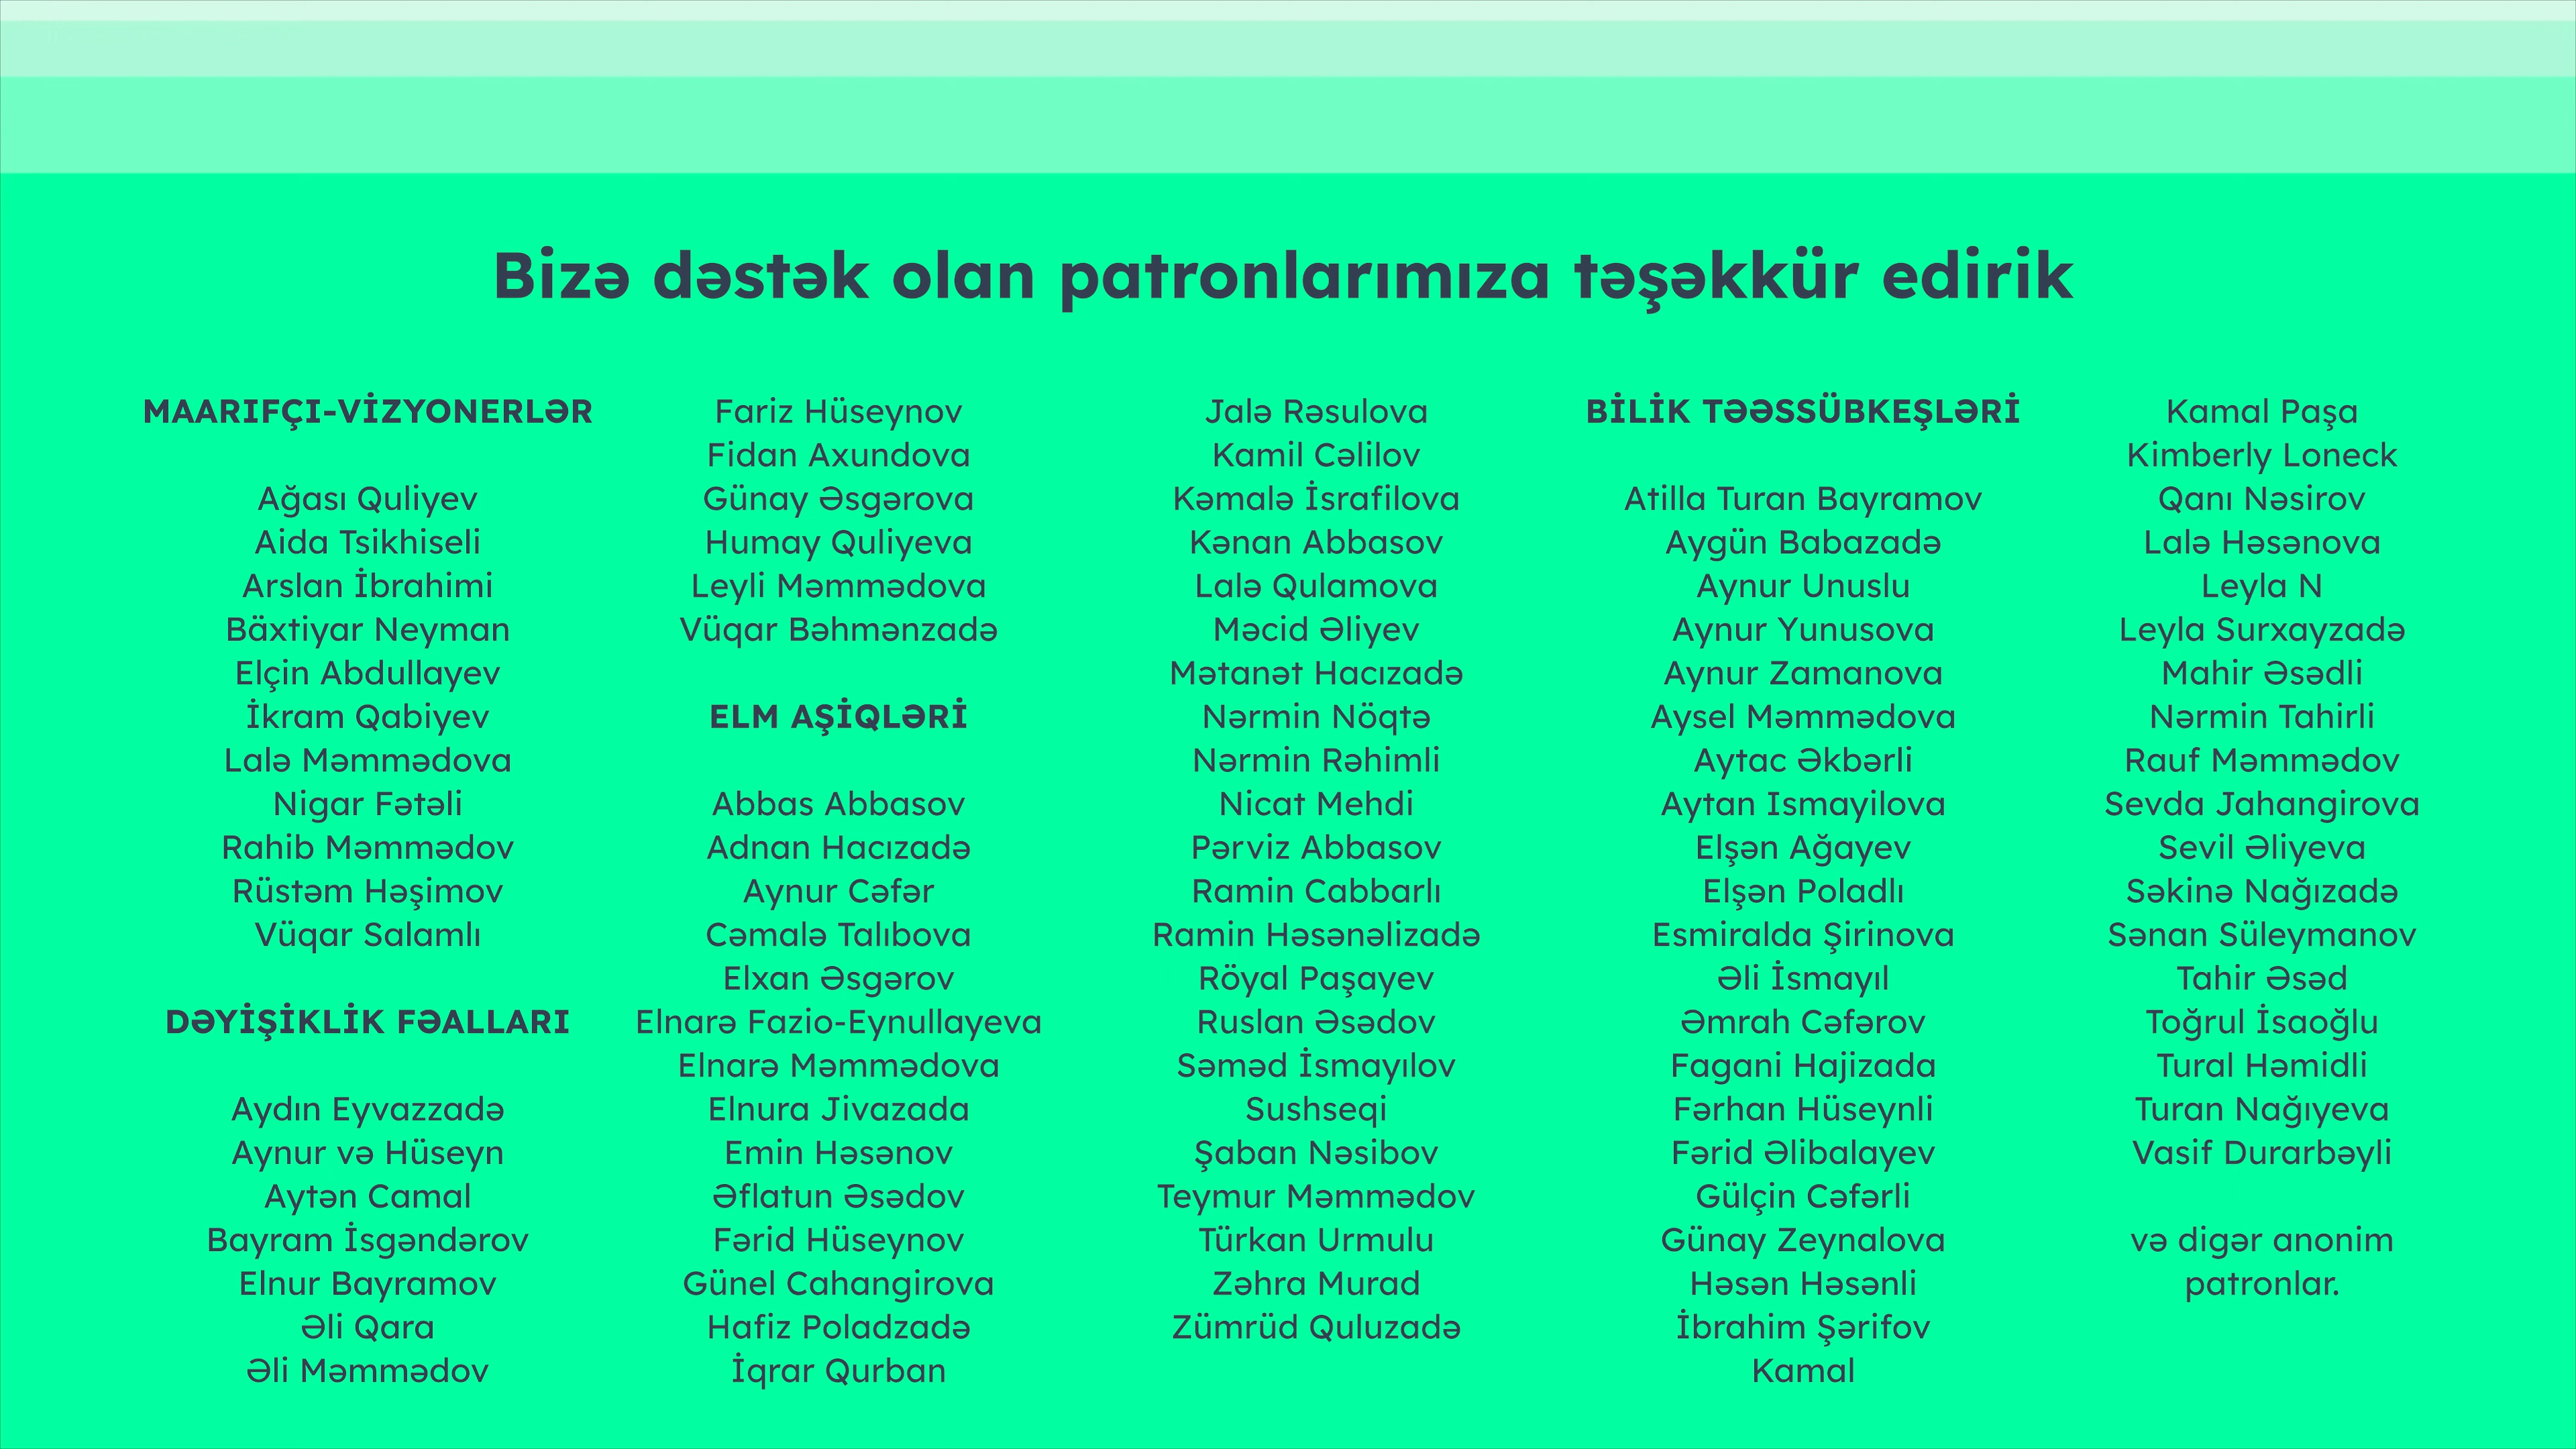 Bizə dəstək olan patronlarımıza təşəkkür edirik
MAARIFÇI-VİZYONERLƏR
Ağası Quliyev
Aida Tsikhiseli
Arslan İbrahimi
Bäxtiyar Neyman
Elçin Abdullayev
İkram Qabiyev
Lalə Məmmədova
Nigar Fətəli
Rahib Məmmədov
Rüstəm Həşimov
Vüqar Salamlı
DƏYİŞİKLİK FƏALLARI
Aydın Eyvazzadə
Aynur və Hüseyn
Aytən Camal
Bayram İsgəndərov
Elnur Bayramov
Əli Qara
Əli Məmmədov
Fariz Hüseynov
Fidan Axundova
Günay Əsgərova
Humay Quliyeva
Leyli Məmmədova
Vüqar Bəhmənzadə
ELM AŞİQLƏRİ
Abbas Abbasov
Adnan Hacızadə
Aynur Cəfər
Cəmalə Talıbova
Elxan Əsgərov
Elnarə Fazio-Eynullayeva
Elnarə Məmmədova
Elnura Jivazada
Emin Həsənov
Əflatun Əsədov
Fərid Hüseynov
Günel Cahangirova
Hafiz Poladzadə
İqrar Qurban
Jalə Rəsulova
Kamil Cəlilov
Kəmalə İsrafilova
Kənan Abbasov
Lalə Qulamova
Məcid Əliyev
Mətanət Hacızadə
Nərmin Nöqtə
Nərmin Rəhimli
Nicat Mehdi
Pərviz Abbasov
Ramin Cabbarlı
Ramin Həsənəlizadə
Röyal Paşayev
Ruslan Əsədov
Səməd İsmayılov
Sushseqi
Şaban Nəsibov
Teymur Məmmədov
Türkan Urmulu
Zəhra Murad
Zümrüd Quluzadə
BİLİK TƏƏSSÜBKEŞLƏRİ
Atilla Turan Bayramov
Aygün Babazadə
Aynur Unuslu
Aynur Yunusova
Aynur Zamanova
Aysel Məmmədova
Aytac Əkbərli
Aytan Ismayilova
Elşən Ağayev
Elşən Poladlı
Esmiralda Şirinova
Əli İsmayıl
Əmrah Cəfərov
Fagani Hajizada
Fərhan Hüseynli
Fərid Əlibalayev
Gülçin Cəfərli
Günay Zeynalova
Həsən Həsənli
İbrahim Şərifov
Kamal
Kamal Paşa
Kimberly Loneck
Qanı Nəsirov
Lalə Həsənova
Leyla N
Leyla Surxayzadə
Mahir Əsədli
Nərmin Tahirli
Rauf Məmmədov
Sevda Jahangirova
Sevil Əliyeva
Səkinə Nağızadə
Sənan Süleymanov
Tahir Əsəd
Toğrul İsaoğlu
Tural Həmidli
Turan Nağıyeva
Vasif Durarbəyli
və digər anonim
patronlar.